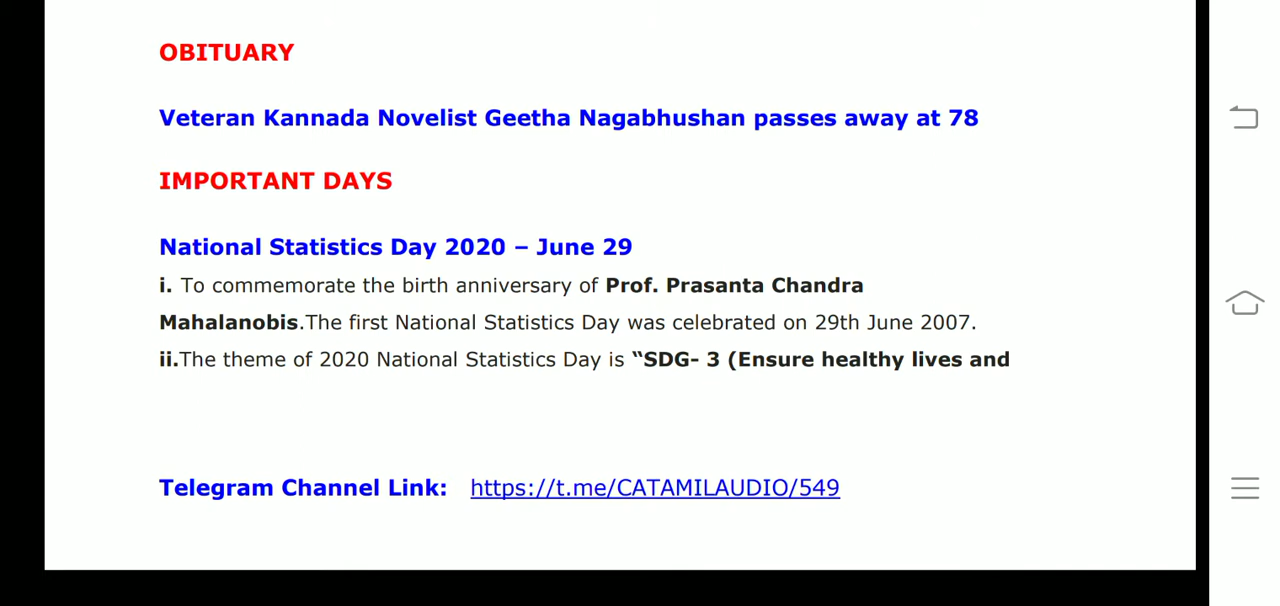 OBITUARY
Veteran Kannada Novelist Geetha Nagabhushan passes away at 78
IMPORTANT DAYS
National Statistics Day 2020 – June 29
i. To commemorate the birth anniversary of Prof. Prasanta Chandra
Mahalanobis.The first National Statistics Day was celebrated on 29th June 2007.
ii.The theme of 2020 National Statistics Day is “SDG- 3 (Ensure healthy lives and
Telegram Channel Link: https://t.me/CATAMILAUDIO/549